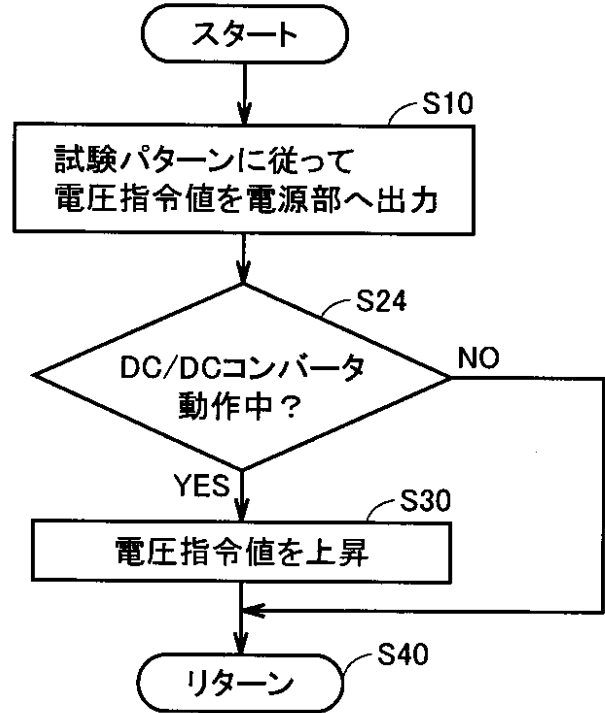 スタート
S10
試験パターンに従って
電圧指令値を電源部へ出力
S24
DC/DCコンバータ
動作中？
NO
YES
S30
電圧指令値を上昇
S40
リターン